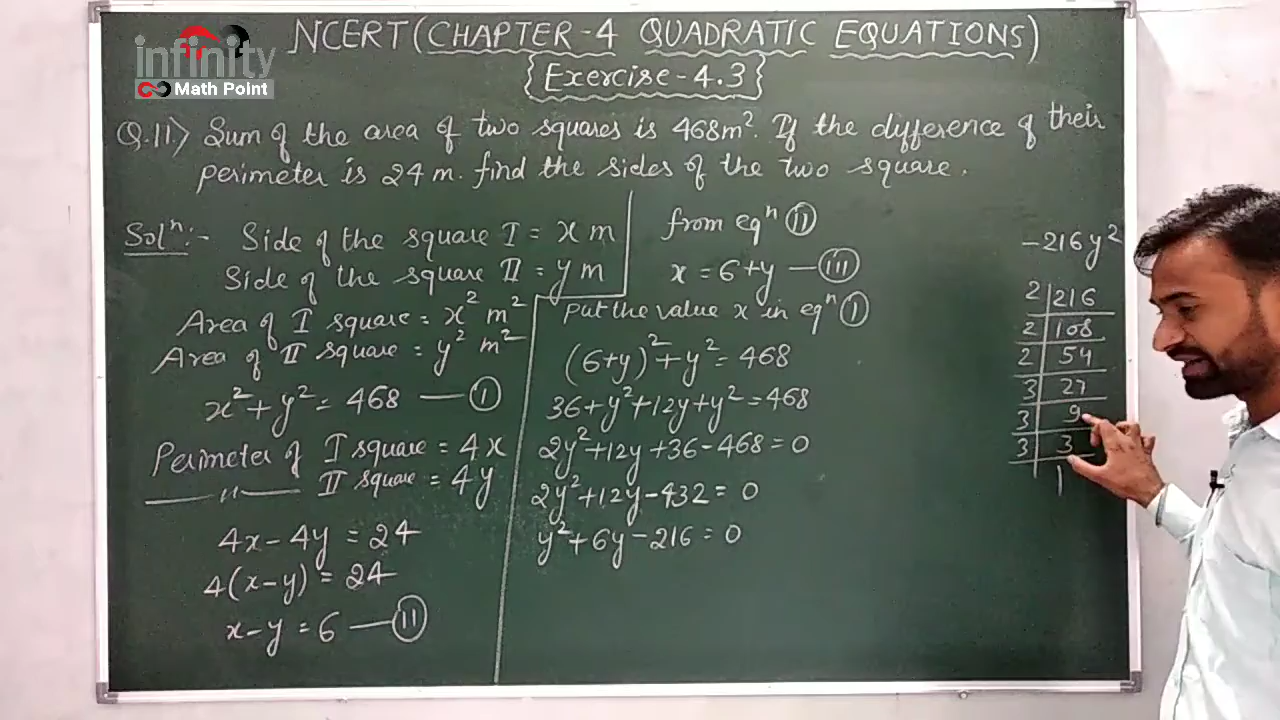 infinity
Math Point
NCERT (CHAPTER-4 QUADRATIC EQUATIONS)
{Exercise-4.3}
Q.11.) Sum of the area of two squares is 468m². If the difference of their
perimeter is 24 m. find the sides of the two square.
Solⁿ:- Side of the square I = x m
Side of the square II = y m
Area of I square = x² m²
Area of II square = y² m²
x² + y² = 468 — (I)
Perimeter of I square = 4x
—— 〃 —— II square = 4y
4x - 4y = 24
4(x-y) = 24
x-y = 6 — (II)
from eqⁿ (II)
x = 6+y — (III)
put the value x in eqⁿ (I)
(6+y)² + y² = 468
36+y²+12y+y² = 468
2y²+12y+36-468 = 0
2y²+12y-432 = 0
y²+6y-216 = 0
-216y²
2 | 216
2 | 108
2 | 54
3 | 27
3 | 9
3 | 3
1